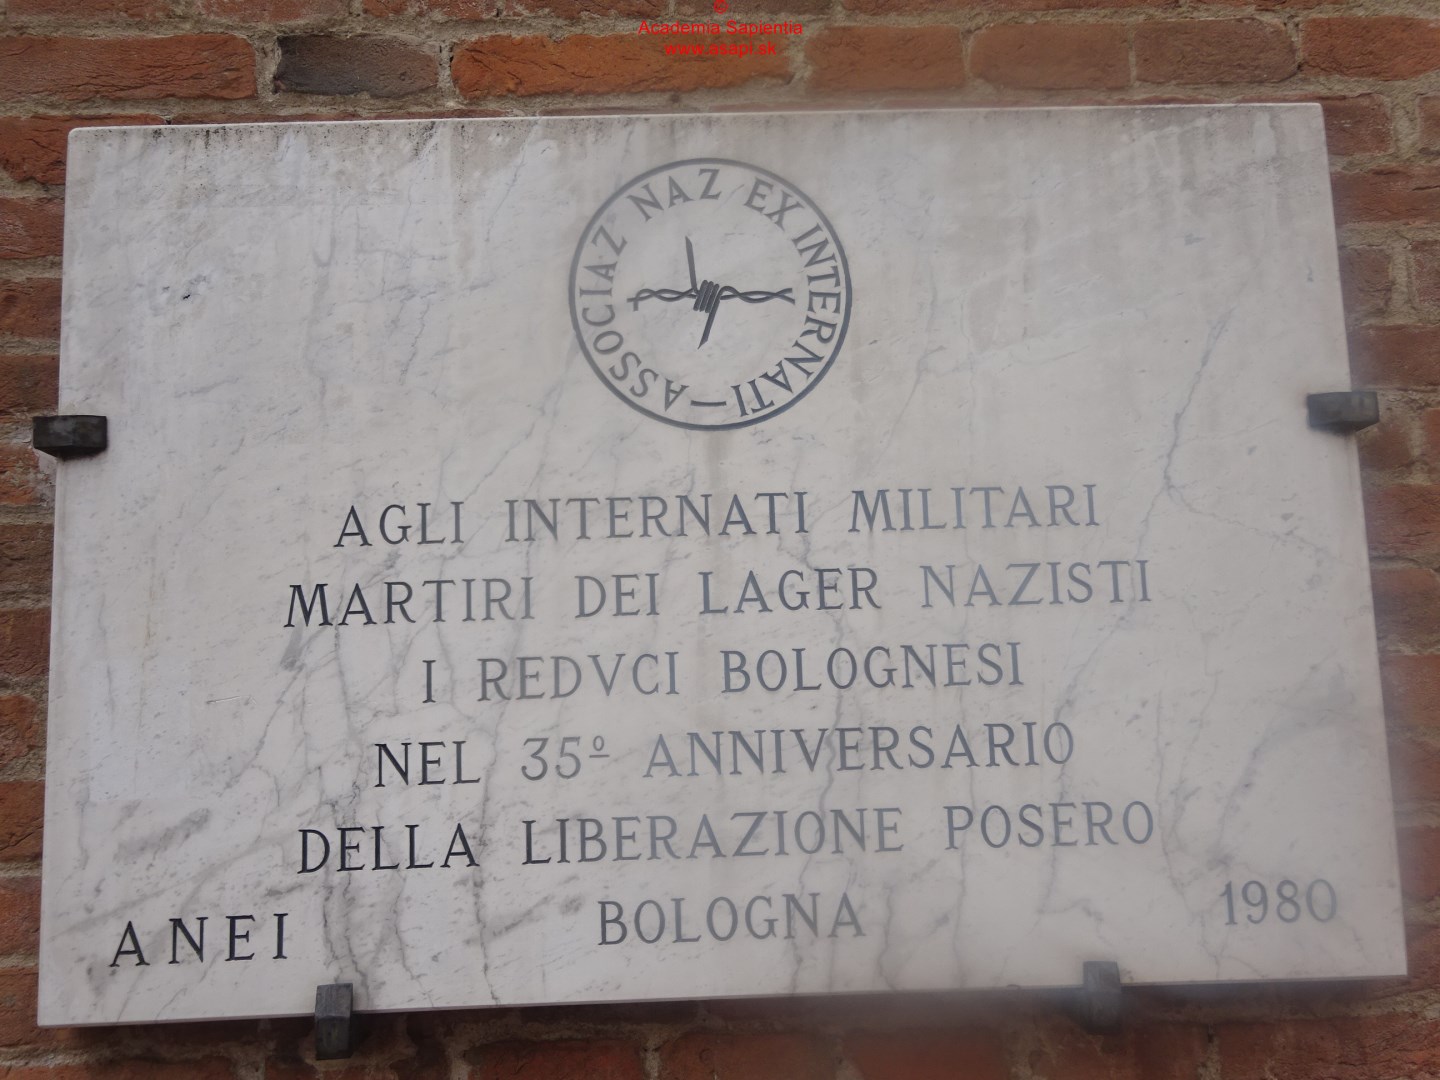 ©
Academia Sapientia
www.asapi.sk
ASSOCIAZ NAZ EX INTERNATI –
AGLI INTERNATI MILITARI
MARTIRI DEI LAGER NAZISTI
I REDVCI BOLOGNESI
NEL 35º ANNIVERSARIO
DELLA LIBERAZIONE POSERO
ANEI BOLOGNA 1980